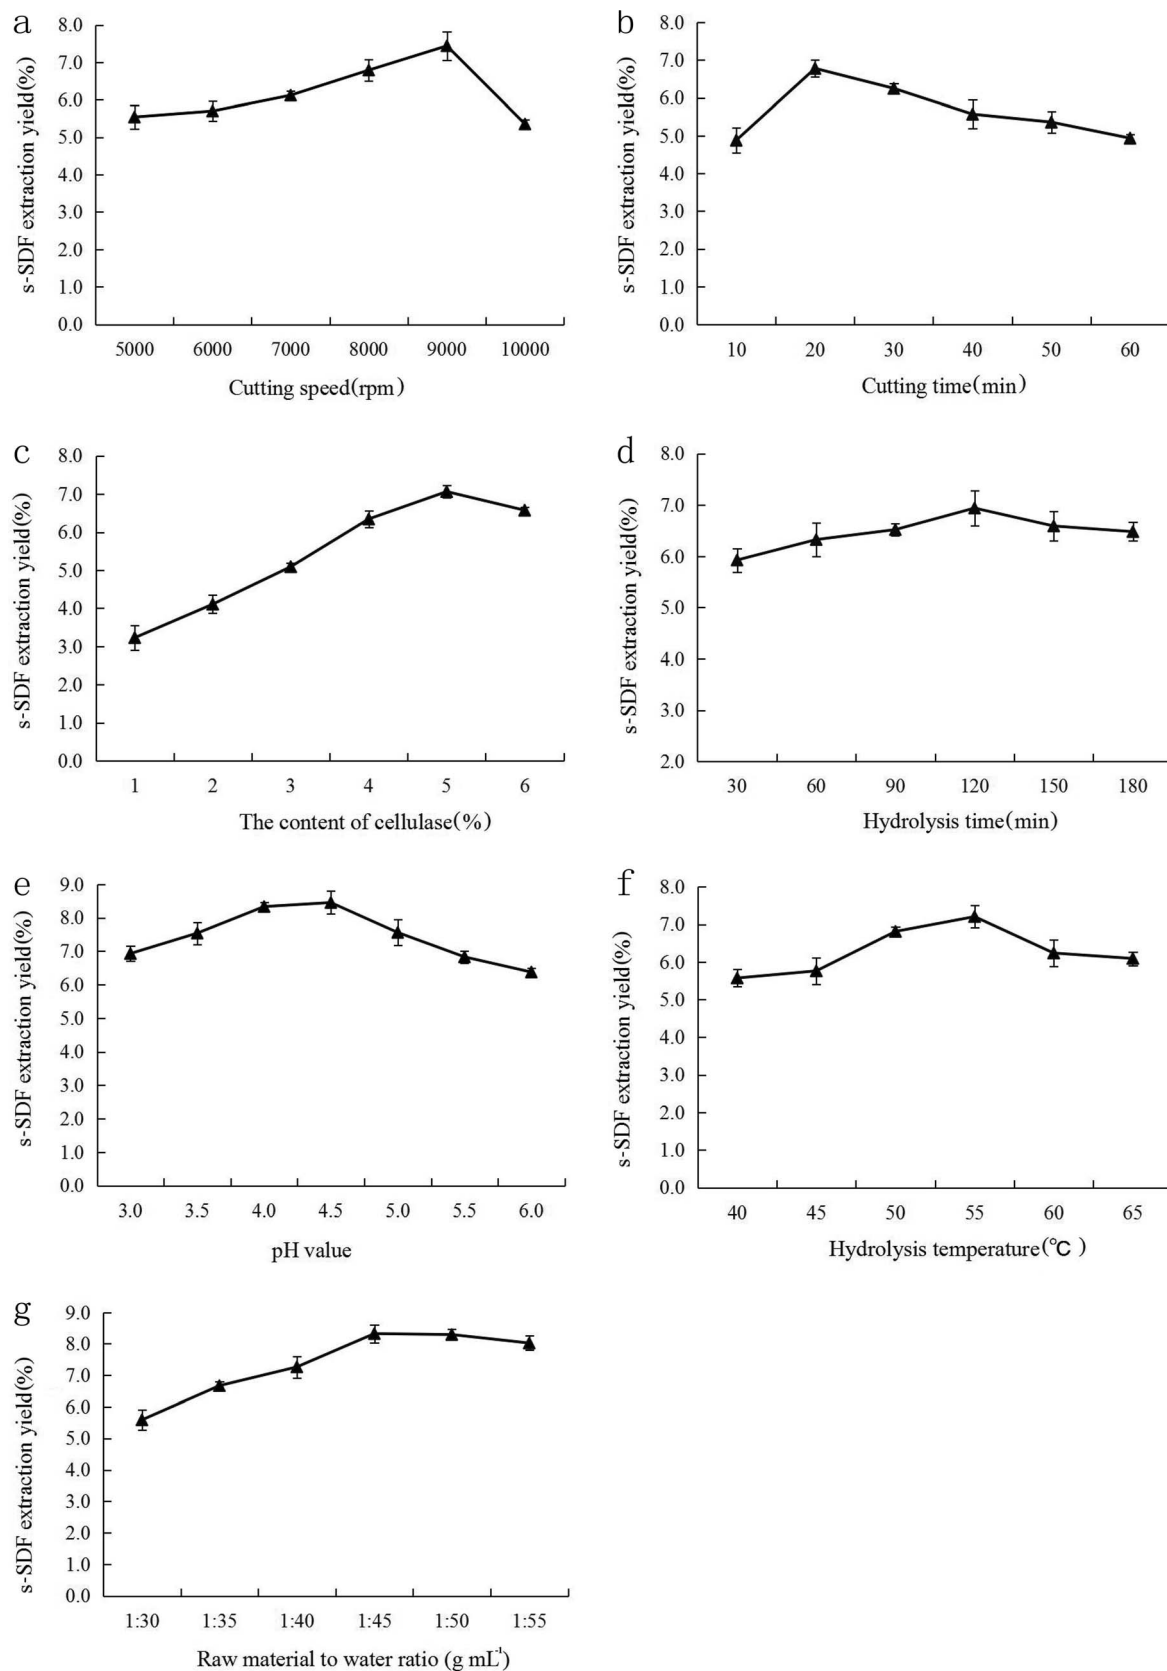 a
s-SDF extraction yield(%)
8.0
7.0
6.0
5.0
4.0
3.0
2.0
1.0
0.0
5000 6000 7000 8000 9000 10000
Cutting speed(rpm)
b
s-SDF extraction yield(%)
8.0
7.0
6.0
5.0
4.0
3.0
2.0
1.0
0.0
10 20 30 40 50 60
Cutting time(min)
c
s-SDF extraction yield(%)
8.0
7.0
6.0
5.0
4.0
3.0
2.0
1.0
0.0
1 2 3 4 5 6
The content of cellulase(%)
d
s-SDF extraction yield(%)
8.0
7.0
6.0
5.0
4.0
3.0
2.0
30 60 90 120 150 180
Hydrolysis time(min)
e
s-SDF extraction yield(%)
9.0
8.0
7.0
6.0
5.0
4.0
3.0
2.0
1.0
0.0
3.0 3.5 4.0 4.5 5.0 5.5 6.0
pH value
f
s-SDF extraction yield(%)
8.0
7.0
6.0
5.0
4.0
3.0
2.0
1.0
0.0
40 45 50 55 60 65
Hydrolysis temperature(℃)
g
s-SDF extraction yield(%)
9.0
8.0
7.0
6.0
5.0
4.0
3.0
2.0
1.0
0.0
1:30 1:35 1:40 1:45 1:50 1:55
Raw material to water ratio (g mL⁻¹)